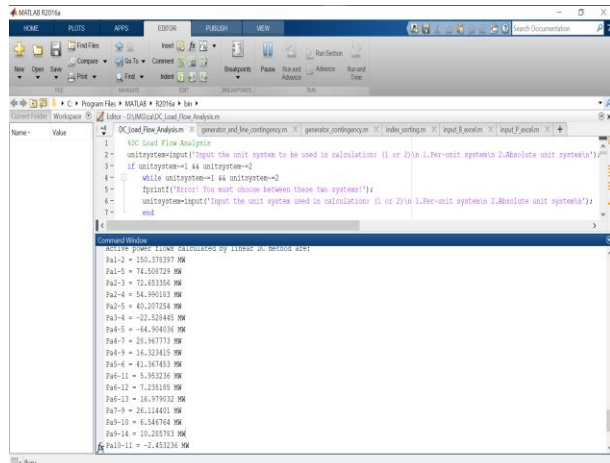 MATLAB R2016a
HOME PLOTS APPS EDITOR PUBLISH VIEW Search Documentation
New Open Save Find Files Compare Print Go To Find Insert Comment Indent Breakpoints Pause Run and Advance Run Section Advance Run and Time
FILE NAVIGATE EDIT BREAKPOINTS RUN
C: Program Files MATLAB R2016a bin
Current Folder Workspace Editor - D:\IMG\ca\DC_Load_Flow_Analysis.m
Name Value DC_Load_Flow_Analysis.m generator_and_line_contingency.m generator_contingency.m index_sorting.m input_B_excel.m input_P_excel.m
1 %DC Load Flow Analysis
2 - unitsystem=input('Input the unit system to be used in calculation: (1 or 2)\n 1.Per-unit system\n 2.Absolute unit system\n');
3 - if unitsystem~=1 && unitsystem~=2
4 - while unitsystem~=1 && unitsystem~=2
5 - fprintf('Error! You must choose between these two systems!');
6 - unitsystem=input('Input the unit system used in calculation: (1 or 2)\n 1.Per-unit system\n 2.Absolute unit system\n');
7 - end
Command Window
Active power flows calculated by linear DC method are:
Pa1-2 = 150.378397 MW
Pa1-5 = 74.508729 MW
Pa2-3 = 72.653356 MW
Pa2-4 = 54.990183 MW
Pa2-5 = 40.207254 MW
Pa3-4 = -22.528445 MW
Pa4-5 = -64.904036 MW
Pa4-7 = 28.967773 MW
Pa4-9 = 16.323415 MW
Pa5-6 = 41.367453 MW
Pa6-11 = 5.953236 MW
Pa6-12 = 7.235185 MW
Pa6-13 = 16.979032 MW
Pa7-9 = 26.114401 MW
Pa9-10 = 6.546764 MW
Pa9-14 = 10.285783 MW
fx Pa10-11 = -2.453236 MW